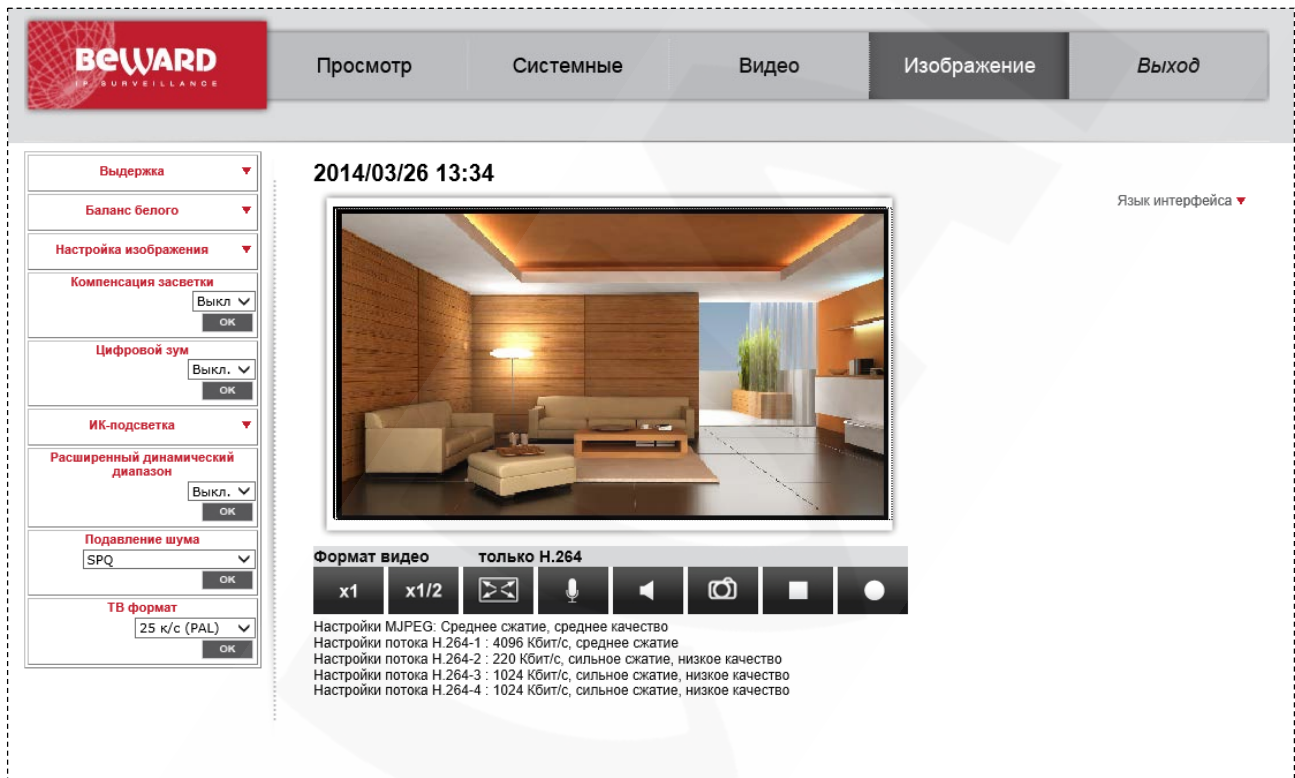 BEWARD
IP-SURVEILLANCE
Просмотр
Системные
Видео
Изображение
Выход
Выдержка
Баланс белого
Настройка изображения
Компенсация засветки
Выкл
OK
Цифровой зум
Выкл.
OK
ИК-подсветка
Расширенный динамический
диапазон
Выкл.
OK
Подавление шума
SPQ
OK
ТВ формат
25 к/с (PAL)
OK
2014/03/26 13:34
Язык интерфейса
Формат видео только H.264
x1 x1/2
Настройки MJPEG: Среднее сжатие, среднее качество
Настройки потока H.264-1 : 4096 Кбит/с, среднее сжатие
Настройки потока H.264-2 : 220 Кбит/с, сильное сжатие, низкое качество
Настройки потока H.264-3 : 1024 Кбит/с, сильное сжатие, низкое качество
Настройки потока H.264-4 : 1024 Кбит/с, сильное сжатие, низкое качество